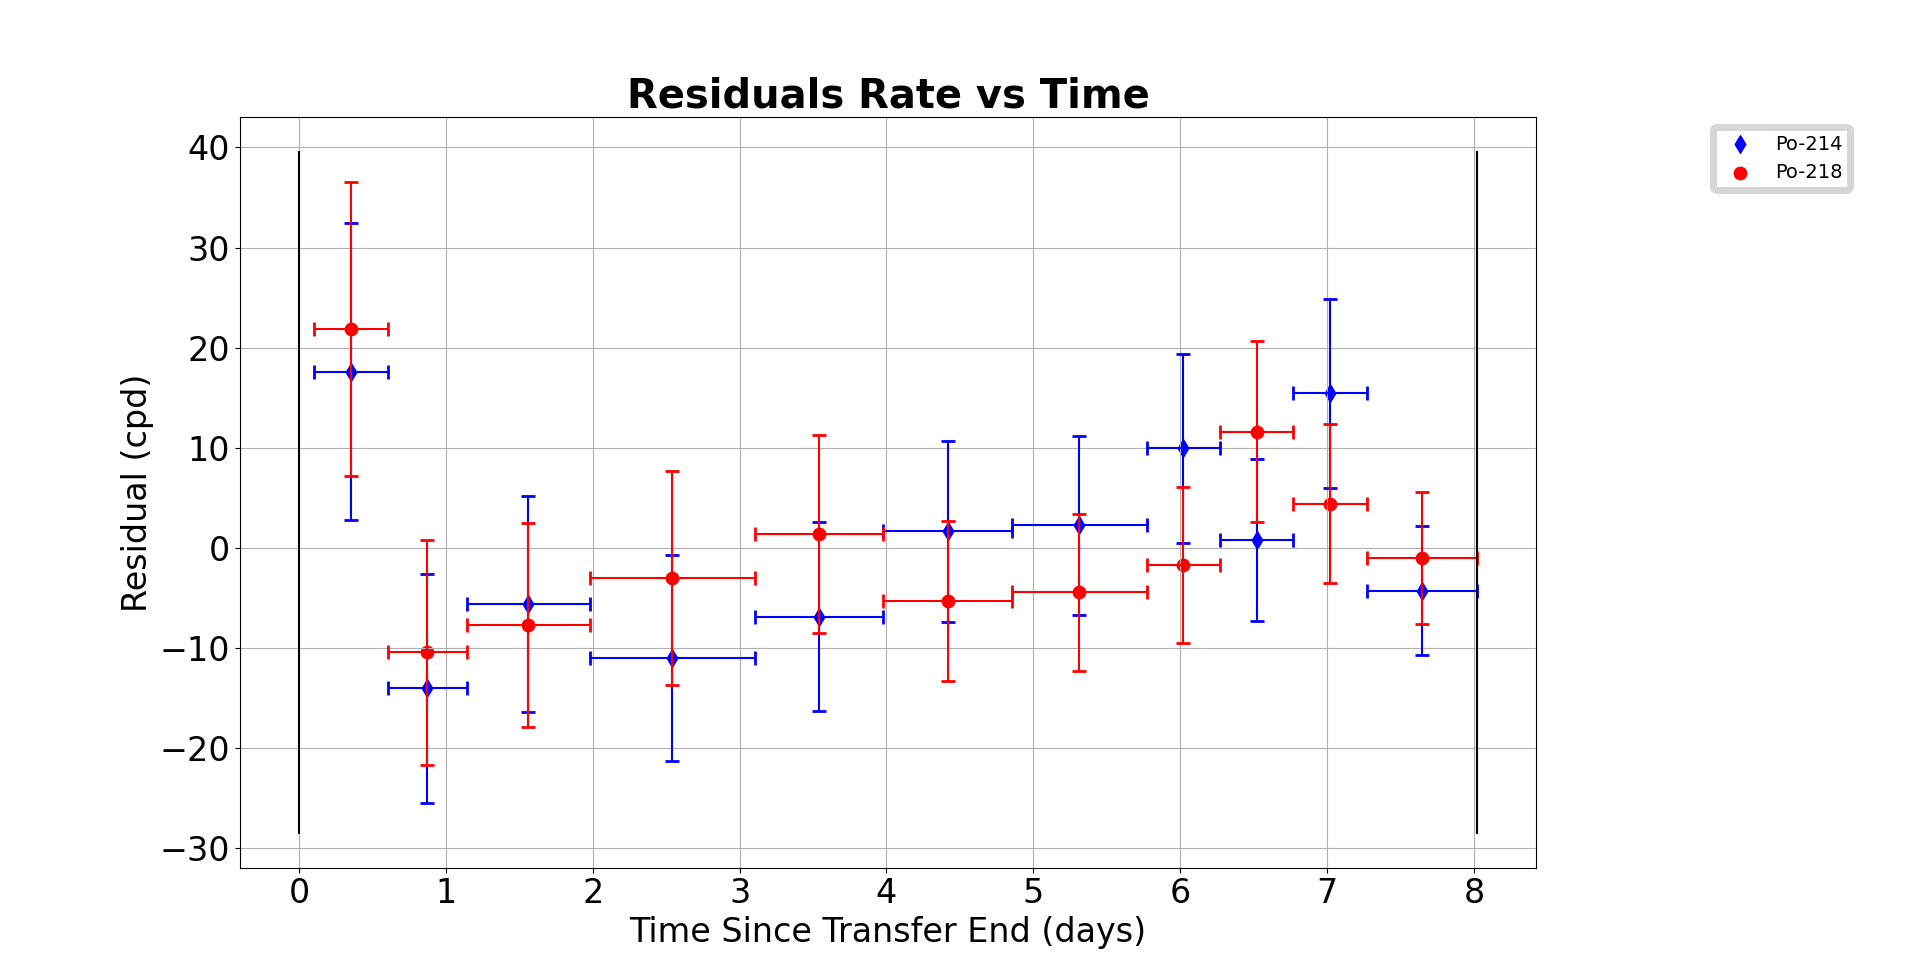 Residuals Rate vs Time
Po-214
Po-218
40
30
20
10
0
−10
−20
−30
Residual (cpd)
0 1 2 3 4 5 6 7 8
Time Since Transfer End (days)